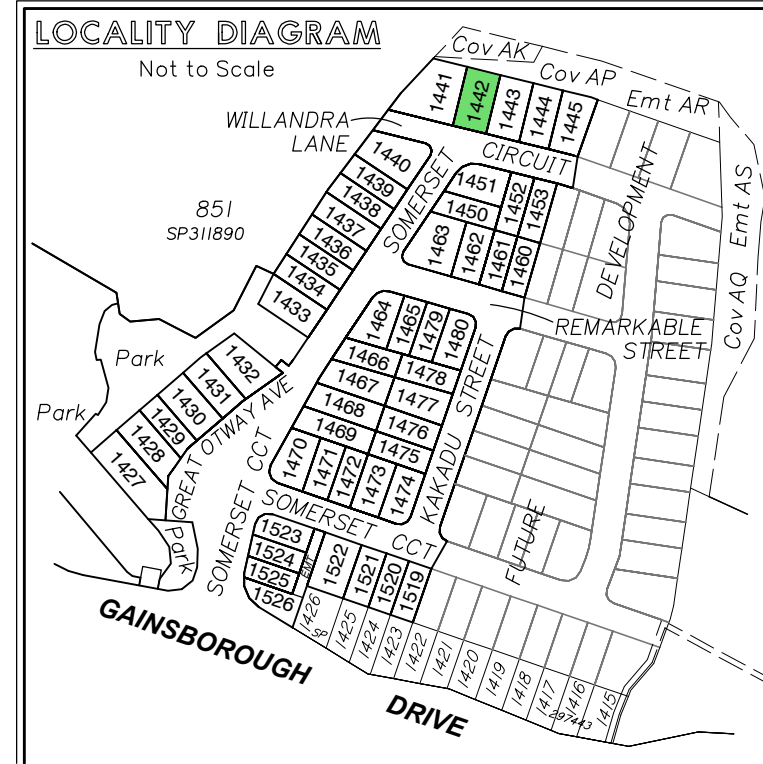 LOCALITY DIAGRAM
Not to Scale
Cov AK
Cov AP
Emt AR
Emt AS
Cov AQ
WILLANDRA
LANE
1441
1442
1443
1444
1445
CIRCUIT
SOMERSET
1440
1439
1438
1437
1436
1435
1434
1433
851
SP311890
1451
1452
1453
1450
1463
1462
1461
1460
DEVELOPMENT
REMARKABLE
STREET
1464
1465
1479
1480
1466
1478
1467
1477
1468
1476
1469
1475
1470
1471
1472
1473
1474
KAKADU STREET
Park
Park
1432
1431
1430
1429
1428
1427
GREAT OTWAY AVE
SOMERSET CCT
SOMERSET CCT
Park
FUTURE
1523
1524
1525
1526
EMT
1522
1521
1520
1519
1426
SP
1425
1424
1423
1422
1421
1420
1419
1418
1417
1416
1415
297443
GAINSBOROUGH
DRIVE